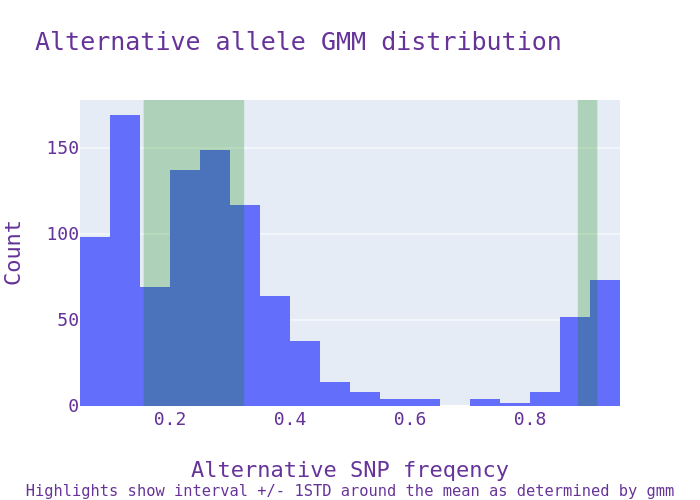 Alternative allele GMM distribution
150
100
50
0
Count
0.2 0.4 0.6 0.8
Alternative SNP freqency
Highlights show interval +/- 1STD around the mean as determined by gmm